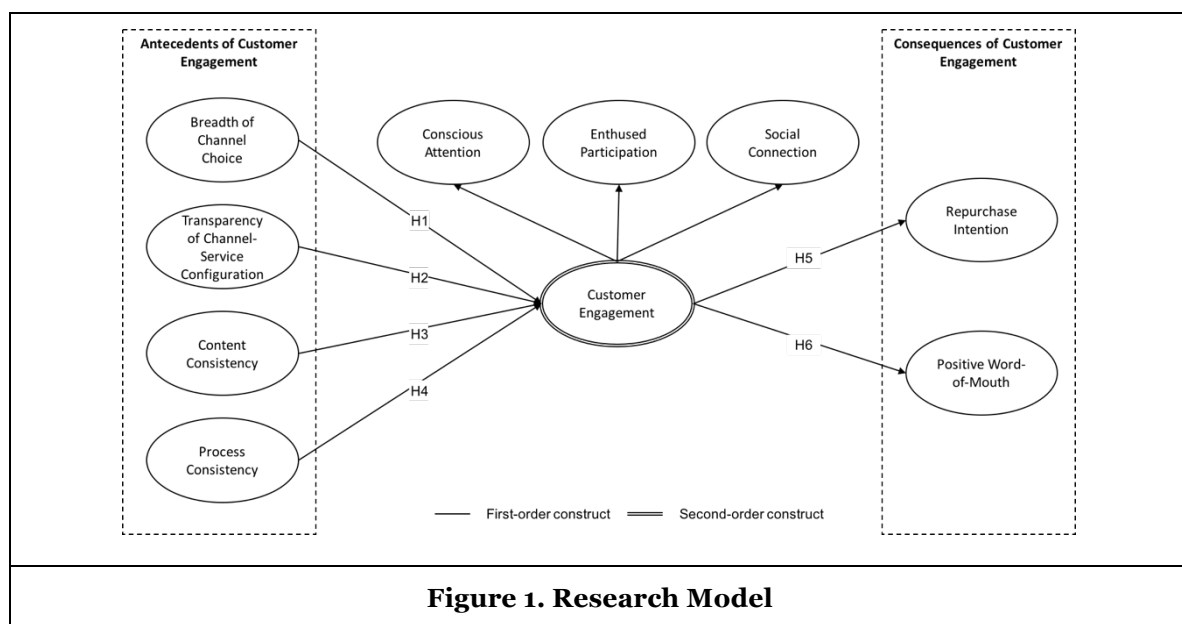 Antecedents of Customer
Engagement
Breadth of
Channel
Choice
Transparency
of Channel-
Service
Configuration
Content
Consistency
Process
Consistency
H1
H2
H3
H4
Conscious
Attention
Enthused
Participation
Social
Connection
Customer
Engagement
H5
H6
Consequences of Customer
Engagement
Repurchase
Intention
Positive Word-
of-Mouth
First-order construct
Second-order construct
Figure 1. Research Model